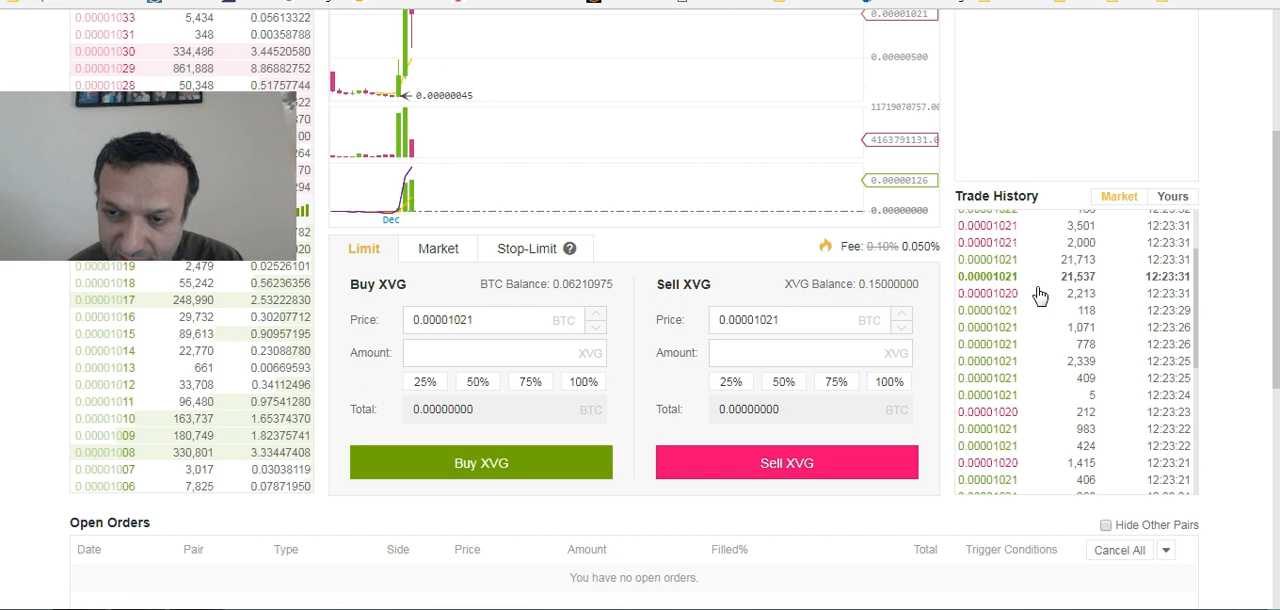 0.00001033 5,434 0.05613322
0.00001031 348 0.00358788
0.00001030 334,486 3.44520580
0.00001029 861,888 8.86882752
0.00001028 50,348 0.51757744
0.00001019 2,479 0.02526101
0.00001018 55,242 0.56236356
0.00001017 248,990 2.53222830
0.00001016 29,732 0.30207712
0.00001015 89,613 0.90957195
0.00001014 22,770 0.23088780
0.00001013 661 0.00669593
0.00001012 33,708 0.34112496
0.00001011 96,480 0.97541280
0.00001010 163,737 1.65374370
0.00001009 180,749 1.82375741
0.00001008 330,801 3.33447408
0.00001007 3,017 0.03038119
0.00001006 7,825 0.07871950
0.00001021
0.00000500
0.00000045
11719070757.0
4163791131.0
0.00000126
0.00000000
Dec
Limit Market Stop-Limit ?
Fee: 0.10% 0.050%
Buy XVG BTC Balance: 0.06210975
Price: 0.00001021 BTC
Amount: XVG
25% 50% 75% 100%
Total: 0.00000000 BTC
Buy XVG
Sell XVG XVG Balance: 0.15000000
Price: 0.00001021 BTC
Amount: XVG
25% 50% 75% 100%
Total: 0.00000000 BTC
Sell XVG
Trade History Market Yours
0.00001021 3,501 12:23:31
0.00001021 2,000 12:23:31
0.00001021 21,713 12:23:31
0.00001021 21,537 12:23:31
0.00001020 2,213 12:23:31
0.00001021 118 12:23:29
0.00001021 1,071 12:23:26
0.00001021 778 12:23:26
0.00001021 2,339 12:23:25
0.00001021 409 12:23:25
0.00001021 5 12:23:24
0.00001020 212 12:23:23
0.00001021 983 12:23:22
0.00001021 424 12:23:22
0.00001020 1,415 12:23:21
0.00001021 406 12:23:21
Open Orders
Hide Other Pairs
Date Pair Type Side Price Amount Filled% Total Trigger Conditions Cancel All
You have no open orders.